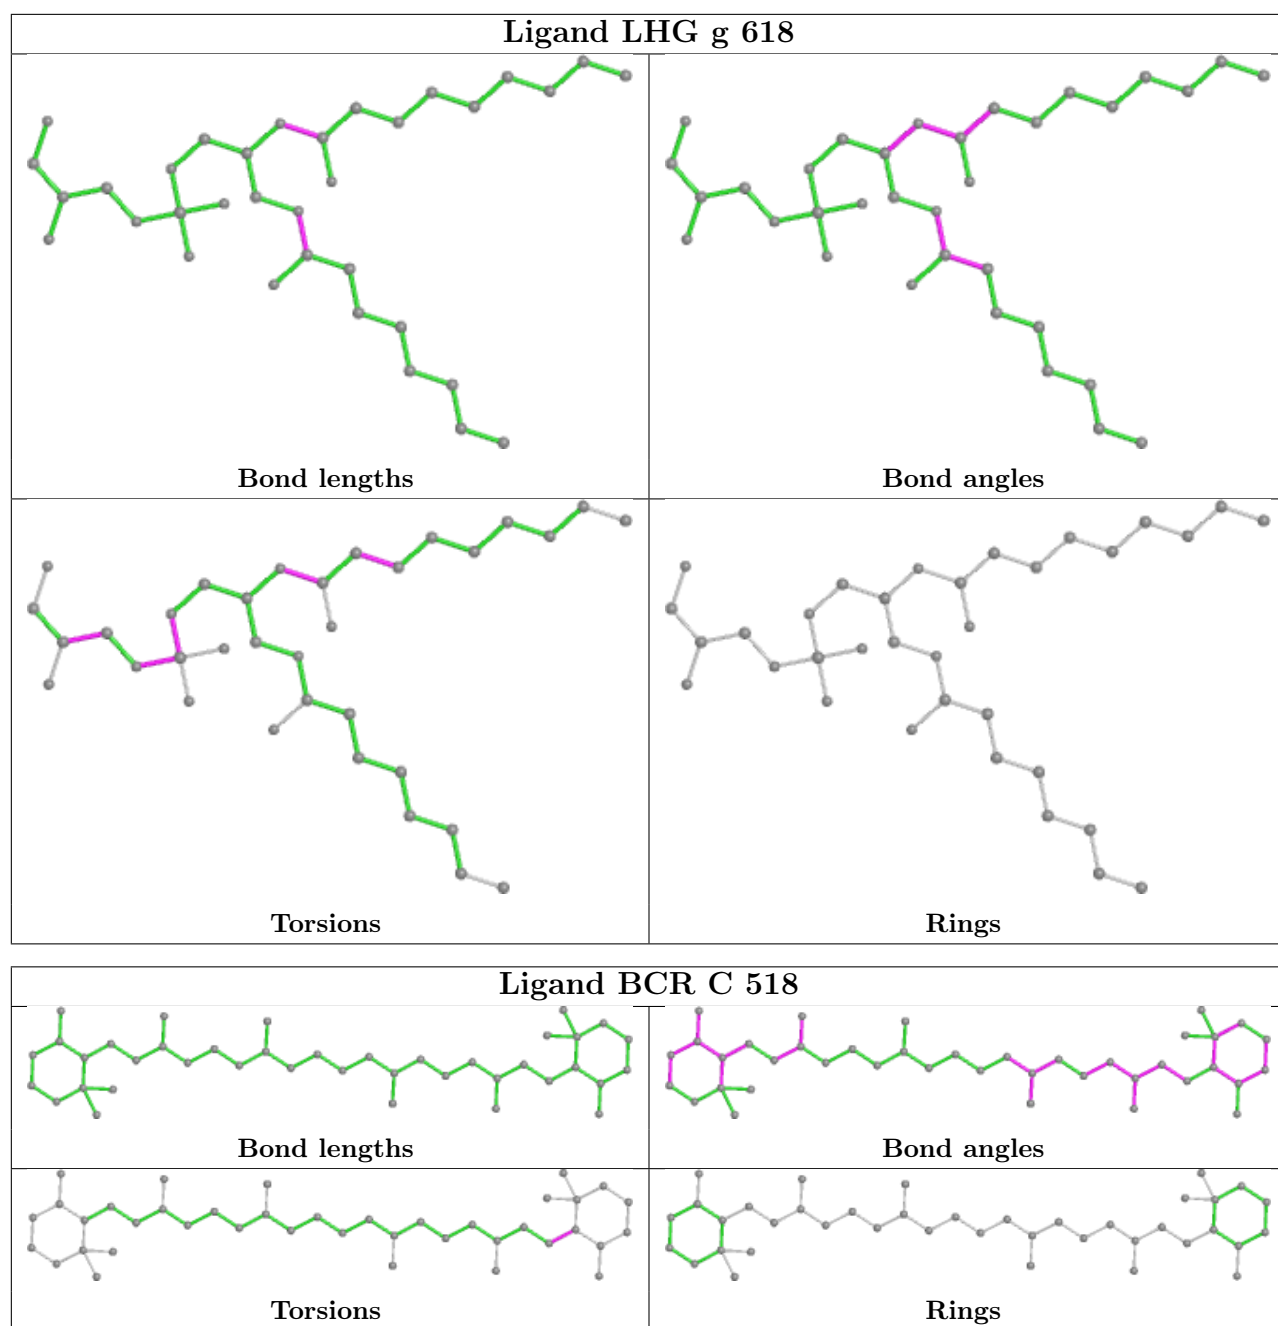 Ligand LHG g 618
Bond lengths
Bond angles
Torsions
Rings
Ligand BCR C 518
Bond lengths
Bond angles
Torsions
Rings